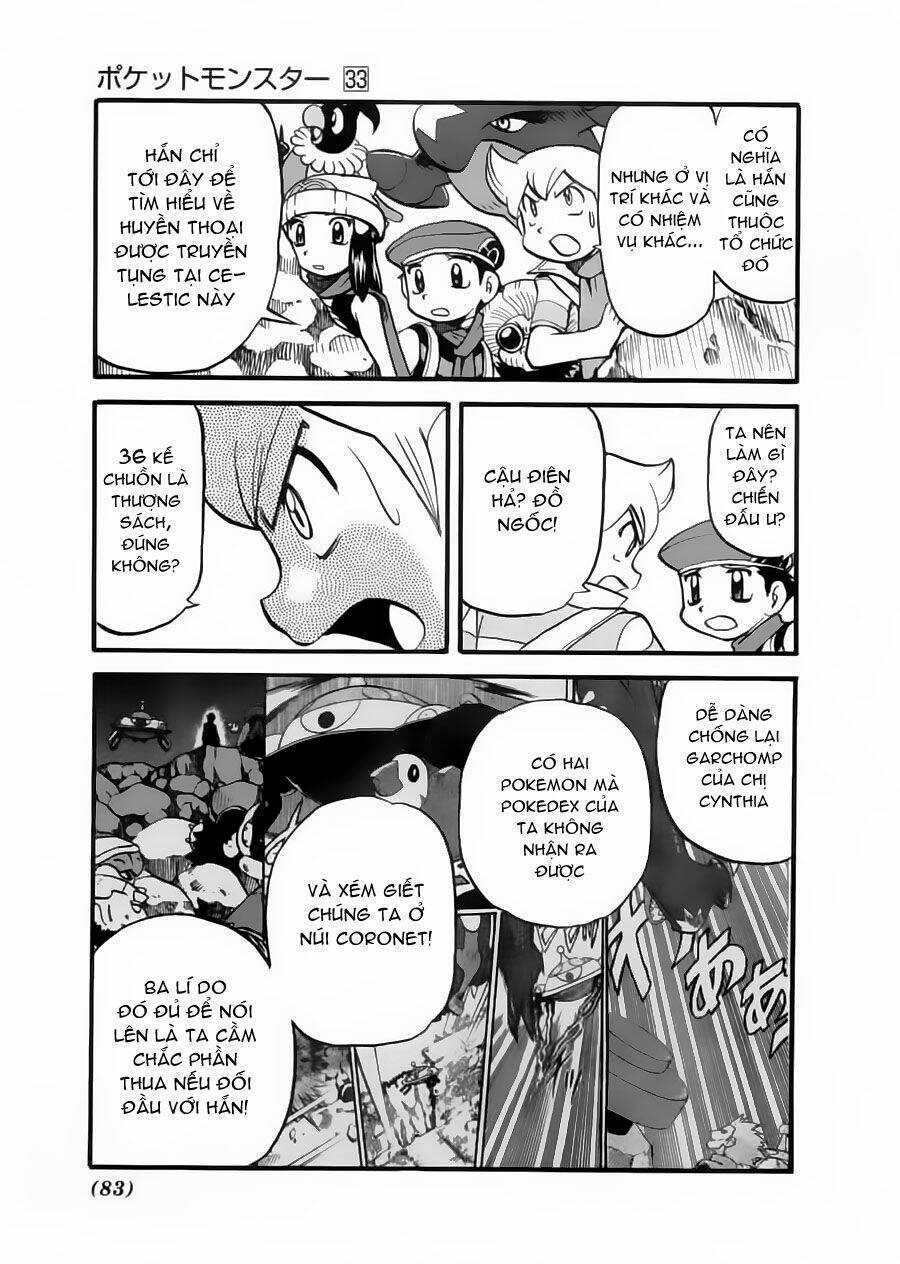 ポケットモンスター 33
CÓ
NGHĨA
LÀ HẮN
CŨNG
THUỘC
TỔ CHỨC
ĐÓ
NHƯNG Ở VỊ
TRÍ KHÁC VÀ
CÓ NHIỆM
VỤ KHÁC...
HẮN CHỈ
TỚI ĐÂY ĐỂ
TÌM HIỂU VỀ
HUYỀN THOẠI
ĐƯỢC TRUYỀN
TỤNG TẠI CE-
LESTIC NÀY
TA NÊN
LÀM GÌ
ĐÂY?
CHIẾN
ĐẤU Ư?
CẬU ĐIÊN
HẢ? ĐỒ
NGỐC!
36 KẾ
CHUỒN LÀ
THƯỢNG
SÁCH,
ĐÚNG
KHÔNG?
DỄ DÀNG
CHỐNG LẠI
GARCHOMP
CỦA CHỊ
CYNTHIA
CÓ HAI
POKEMON MÀ
POKEDEX CỦA
TA KHÔNG
NHẬN RA
ĐƯỢC
VÀ XÉM GIẾT
CHÚNG TA Ở
NÚI CORONET!
BA LÍ DO
ĐÓ ĐỦ ĐỂ NÓI
LÊN LÀ TA CẦM
CHẮC PHẦN
THUA NẾU ĐỐI
ĐẦU VỚI HẮN!
(83)